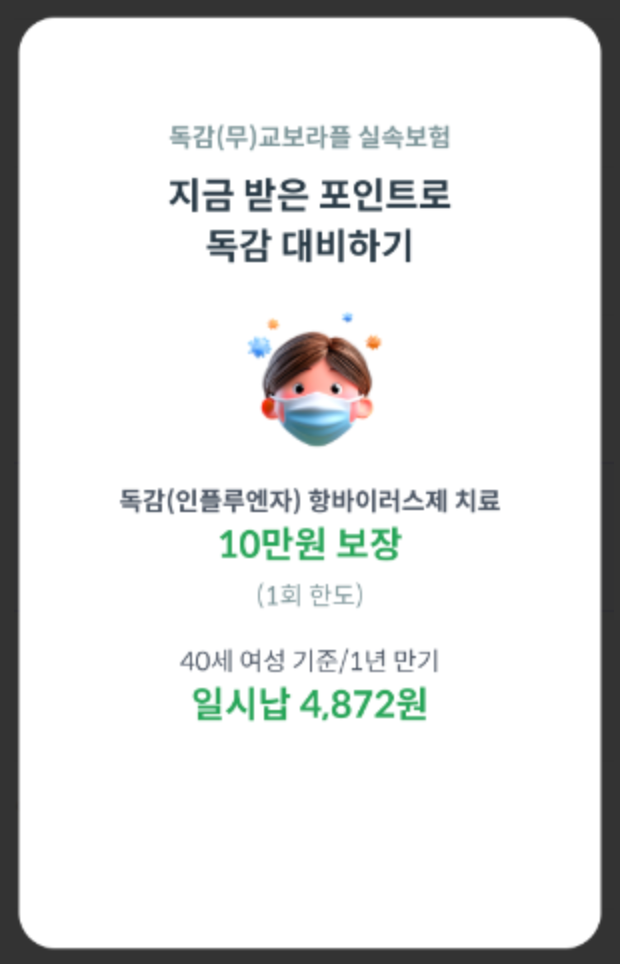 독감(무)교보라플 실속보험
지금 받은 포인트로
독감 대비하기
독감(인플루엔자) 항바이러스제 치료
10만원 보장
(1회 한도)
40세 여성 기준/1년 만기
일시납 4,872원